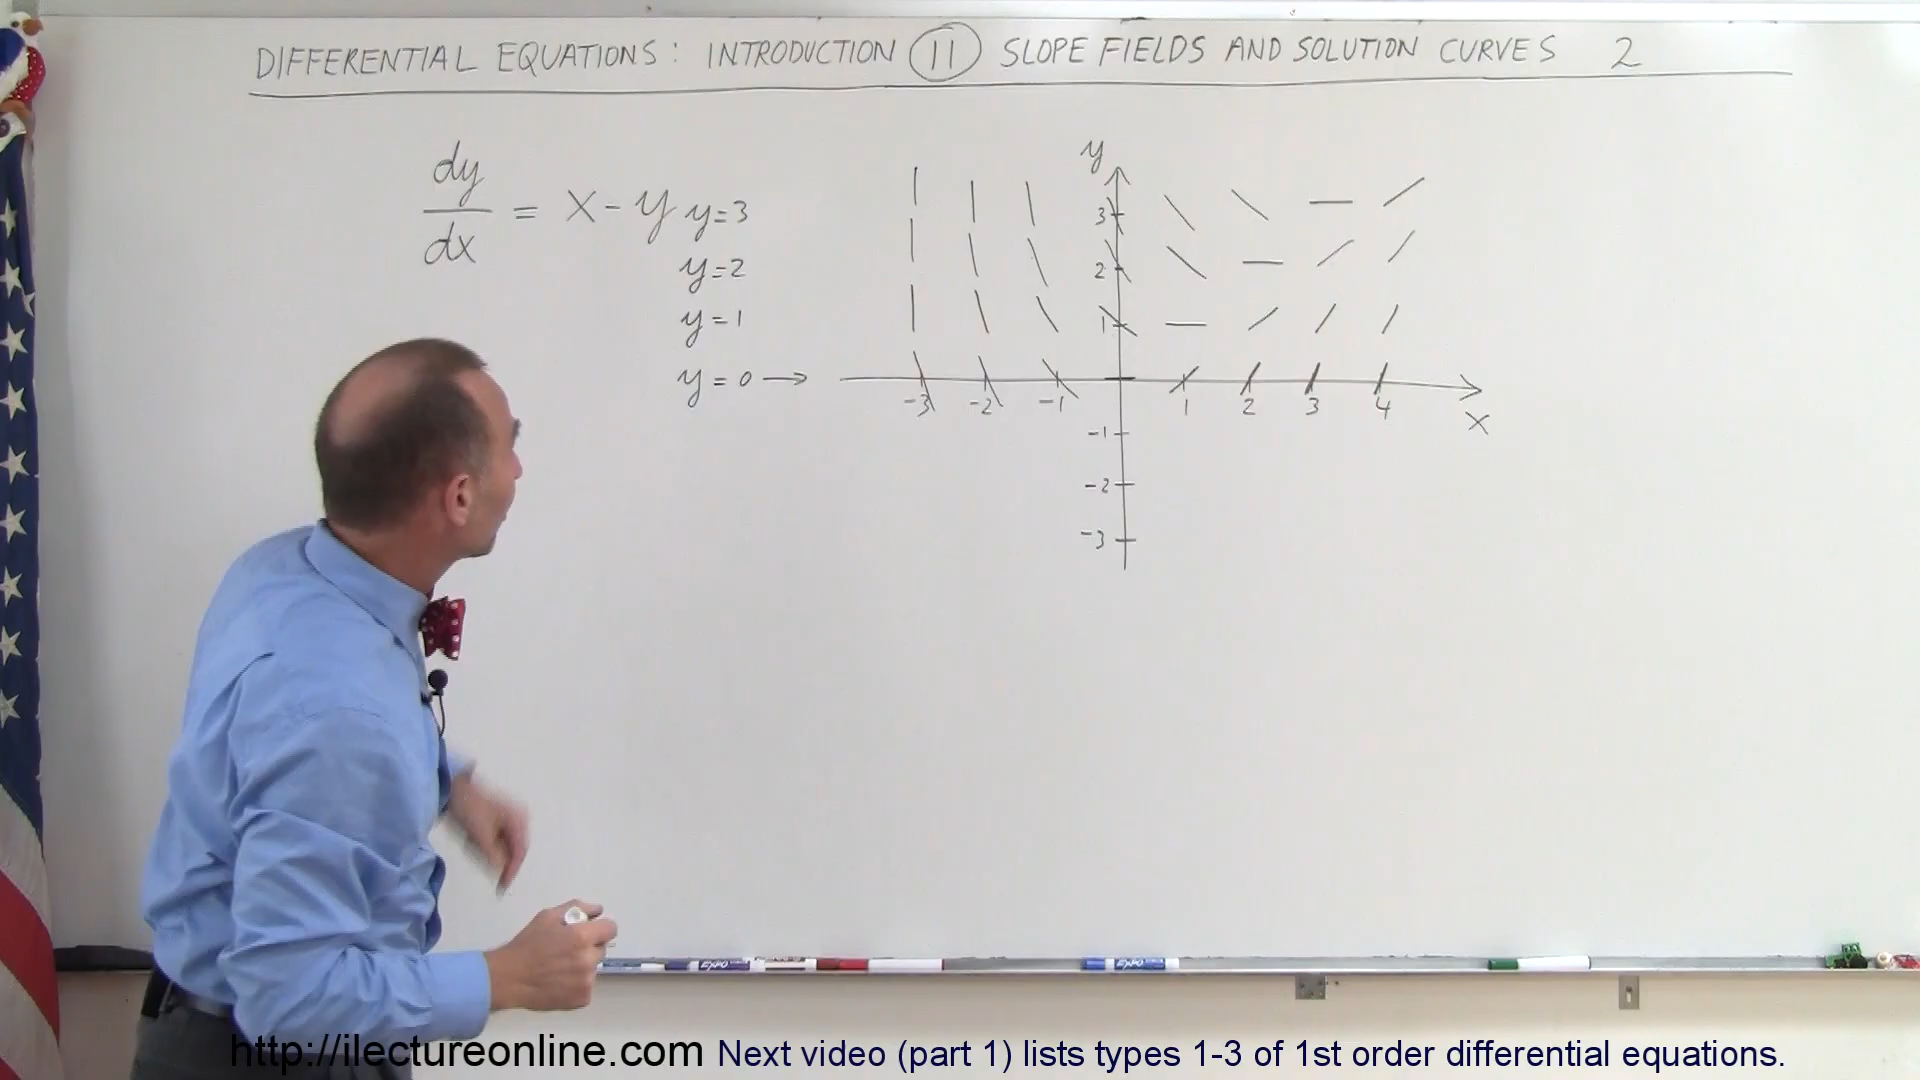 DIFFERENTIAL EQUATIONS: INTRODUCTION 11 SLOPE FIELDS AND SOLUTION CURVES 2
dy
dx
= x - y
y=3
y=2
y=1
y=0 →
y
3
2
1
-3 -2 -1 1 2 3 4
x
-1
-2
-3
EXPO EXPO
http://ilectureonline.com Next video (part 1) lists types 1-3 of 1st order differential equations.